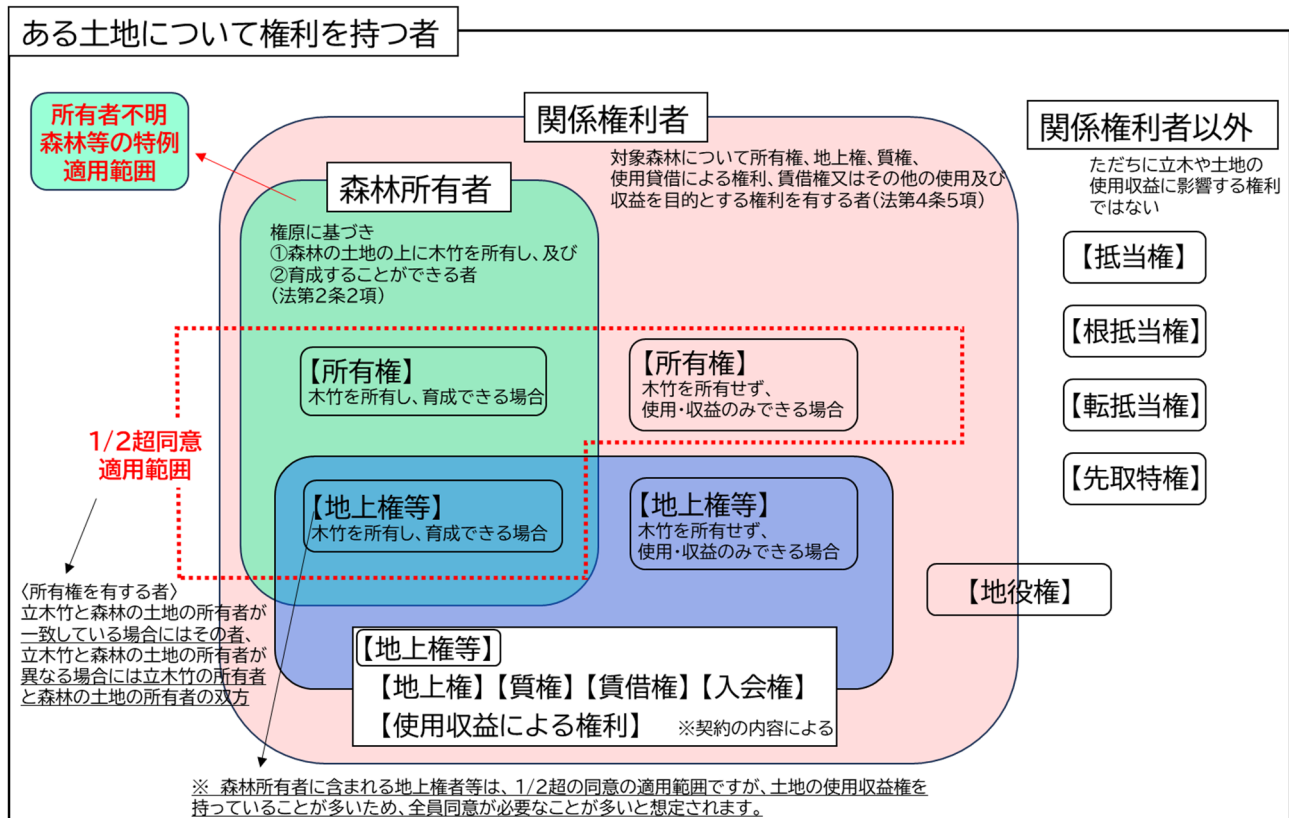 ある土地について権利を持つ者
所有者不明
森林等の特例
適用範囲
関係権利者
対象森林について所有権、地上権、質権、
使用貸借による権利、賃借権又はその他の使用及び
収益を目的とする権利を有する者(法第4条5項)
関係権利者以外
ただちに立木や土地の
使用収益に影響する権利
ではない
森林所有者
権原に基づき
①森林の土地の上に木竹を所有し、及び
②育成することができる者
(法第2条2項)
【抵当権】
【根抵当権】
【転抵当権】
【先取特権】
【所有権】
木竹を所有し、育成できる場合
【所有権】
木竹を所有せず、
使用・収益のみできる場合
1/2超同意
適用範囲
【地上権等】
木竹を所有し、育成できる場合
【地上権等】
木竹を所有せず、
使用・収益のみできる場合
【地役権】
〈所有権を有する者〉
立木竹と森林の土地の所有者が
一致している場合にはその者、
立木竹と森林の土地の所有者が
異なる場合には立木竹の所有者
と森林の土地の所有者の双方
【地上権等】
【地上権】【質権】【賃借権】【入会権】
【使用収益による権利】 ※契約の内容による
※ 森林所有者に含まれる地上権者等は、1/2超の同意の適用範囲ですが、土地の使用収益権を
持っていることが多いため、全員同意が必要なことが多いと想定されます。